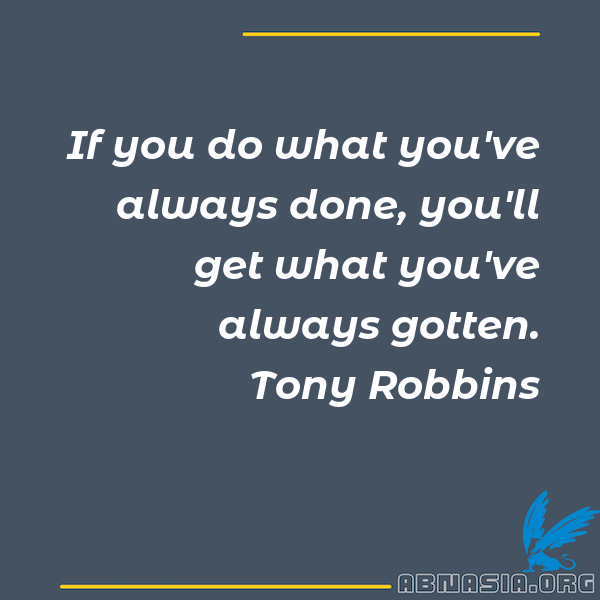 If you do what you've
always done, you'll
get what you've
always gotten.
Tony Robbins
ABNASIA.ORG